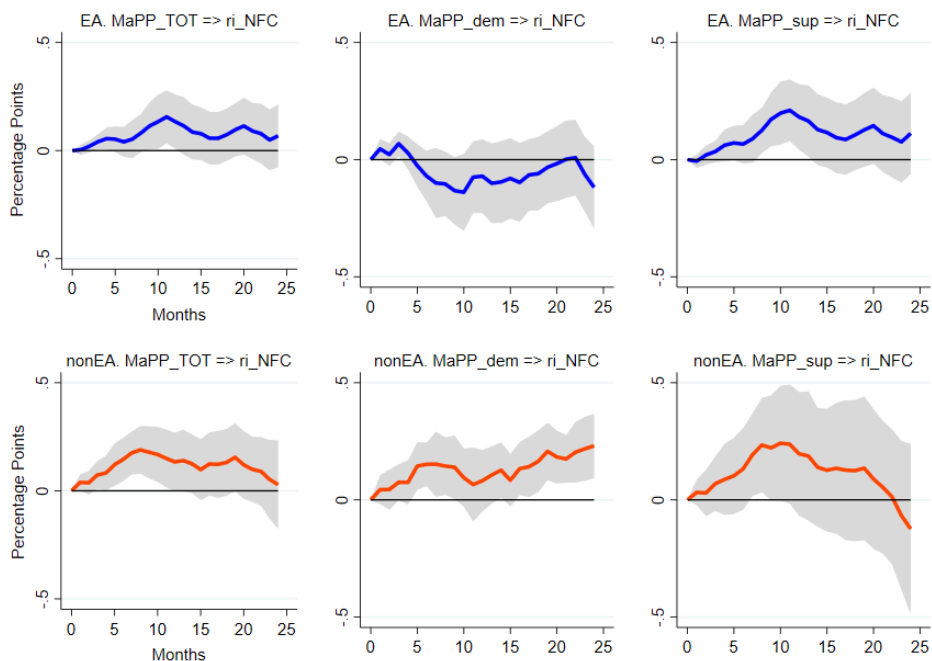 EA. MaPP_TOT => ri_NFC
EA. MaPP_dem => ri_NFC
EA. MaPP_sup => ri_NFC
Percentage Points
.5
0
-.5
0 5 10 15 20 25
Months
.5
0
-.5
0 5 10 15 20 25
.5
0
-.5
0 5 10 15 20 25
nonEA. MaPP_TOT => ri_NFC
nonEA. MaPP_dem => ri_NFC
nonEA. MaPP_sup => ri_NFC
Percentage Points
.5
0
-.5
0 5 10 15 20 25
Months
.5
0
-.5
0 5 10 15 20 25
.5
0
-.5
0 5 10 15 20 25